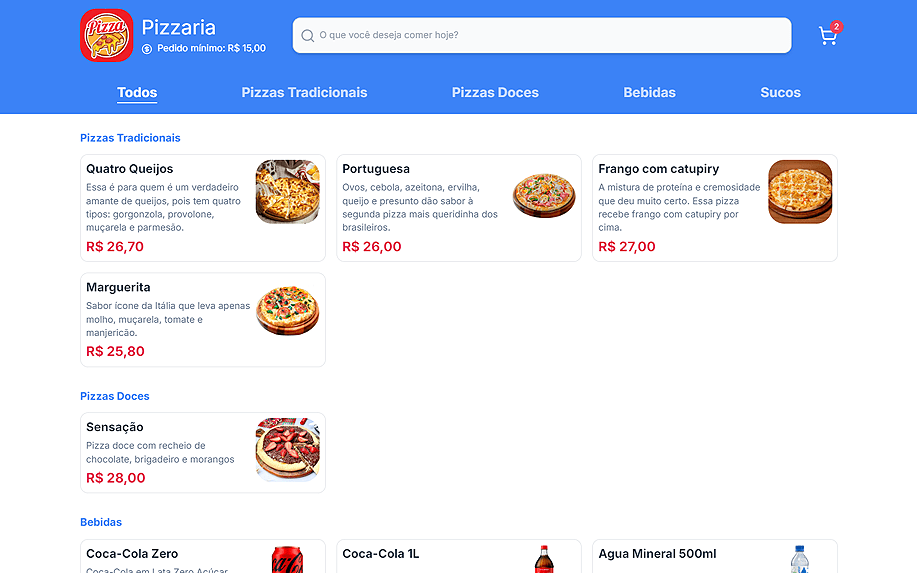 Pizza
Pizzaria
Pedido mínimo: R$ 15,00
O que você deseja comer hoje?
2
Todos
Pizzas Tradicionais
Pizzas Doces
Bebidas
Sucos
Pizzas Tradicionais
Quatro Queijos
Essa é para quem é um verdadeiro
amante de queijos, pois tem quatro
tipos: gorgonzola, provolone,
muçarela e parmesão.
R$ 26,70
Portuguesa
Ovos, cebola, azeitona, ervilha,
queijo e presunto dão sabor à
segunda pizza mais queridinha dos
brasileiros.
R$ 26,00
Frango com catupiry
A mistura de proteína e cremosidade
que deu muito certo. Essa pizza
recebe frango com catupiry por
cima.
R$ 27,00
Marguerita
Sabor ícone da Itália que leva apenas
molho, muçarela, tomate e
manjericão.
R$ 25,80
Pizzas Doces
Sensação
Pizza doce com recheio de
chocolate, brigadeiro e morangos
R$ 28,00
Bebidas
Coca-Cola Zero
Coca-Cola em Lata Zero Açúcar
Coca-Cola 1L
Agua Mineral 500ml